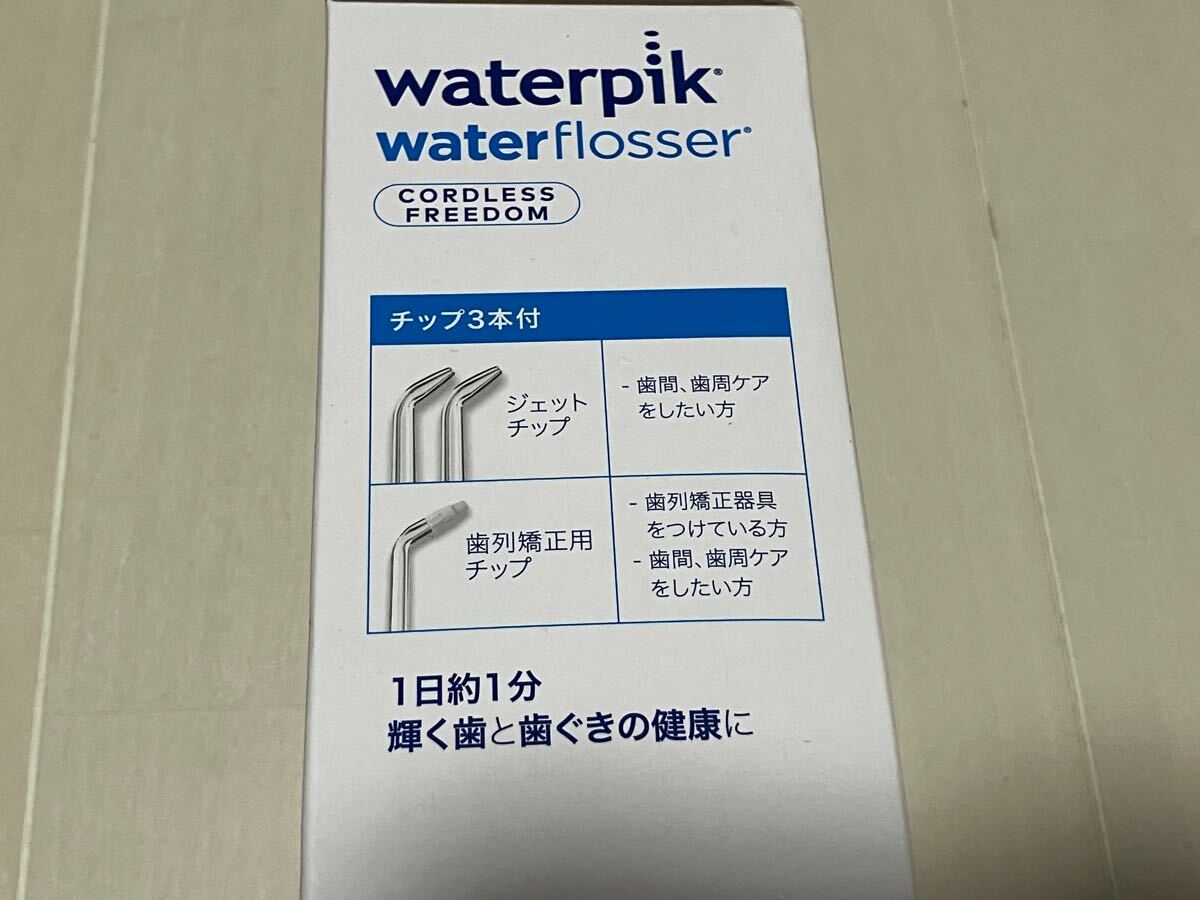 waterpik®
waterflosser®
CORDLESS
FREEDOM
チップ3本付
ジェット
チップ
- 歯間、歯周ケア
をしたい方
歯列矯正用
チップ
- 歯列矯正器具
をつけている方
- 歯間、歯周ケア
をしたい方
1日約1分
輝く歯と歯ぐきの健康に